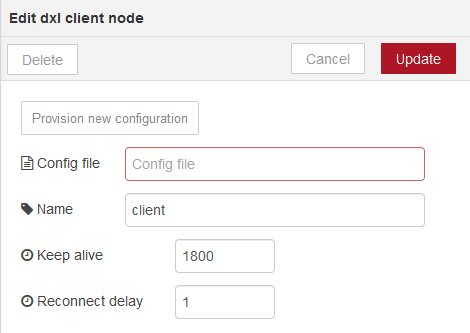 Edit dxl client node
Delete Cancel Update
Provision new configuration
Config file Config file
Name client
Keep alive 1800
Reconnect delay 1